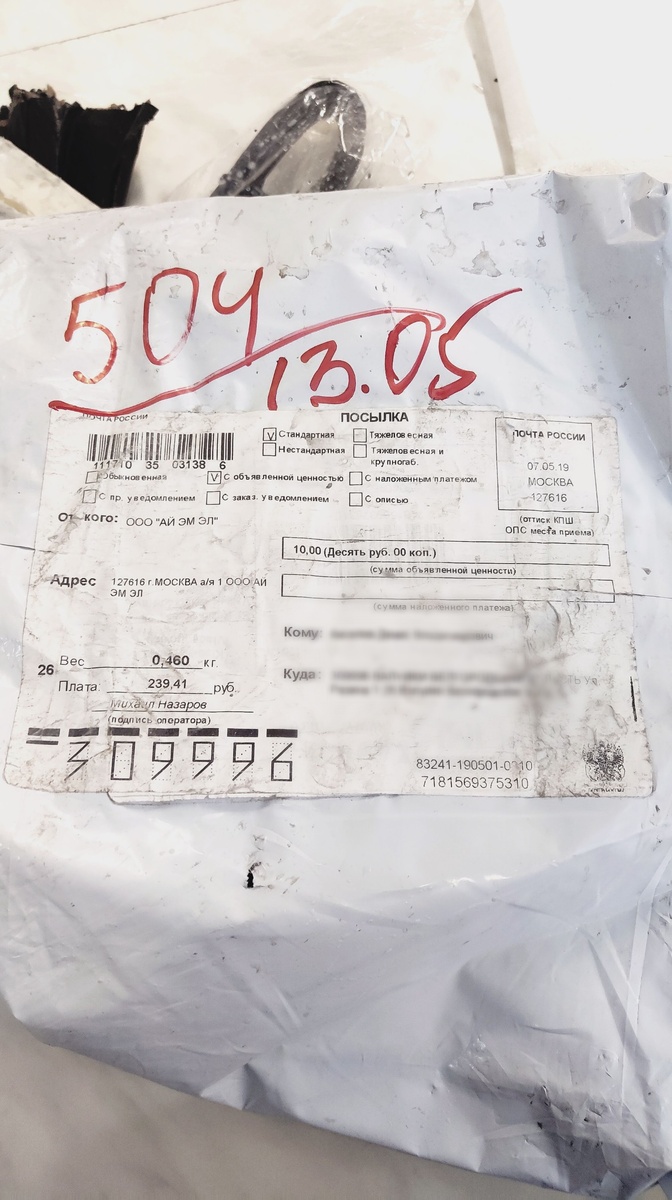 504
13.05
ПОЧТА РОССИИ
ПОСЫЛКА
V Стандартная
Тяжеловесная
Нестандартная
Тяжеловесная и
крупногаб.
35 03138 6
Обыкновенная
V С объявленной ценностью
С наложенным платежом
С пр. уведомлением
С заказ. уведомлением
С описью
ПОЧТА РОССИИ
07.05.19
МОСКВА
127616
(оттиск КПШ
ОПС места приема)
От кого: ООО "АЙ ЭМ ЭЛ"
10,00 (Десять руб. 00 коп.)
(сумма объявленной ценности)
Адрес 127616 г.МОСКВА а/я 1 ООО АЙ
ЭМ ЭЛ
(сумма наложенного платежа)
Кому
Куда:
26
Вес 0,460 кг.
Плата: 239,41 руб.
Михаил Назаров
(подпись оператора)
309996
83241-190501-
7181569375310